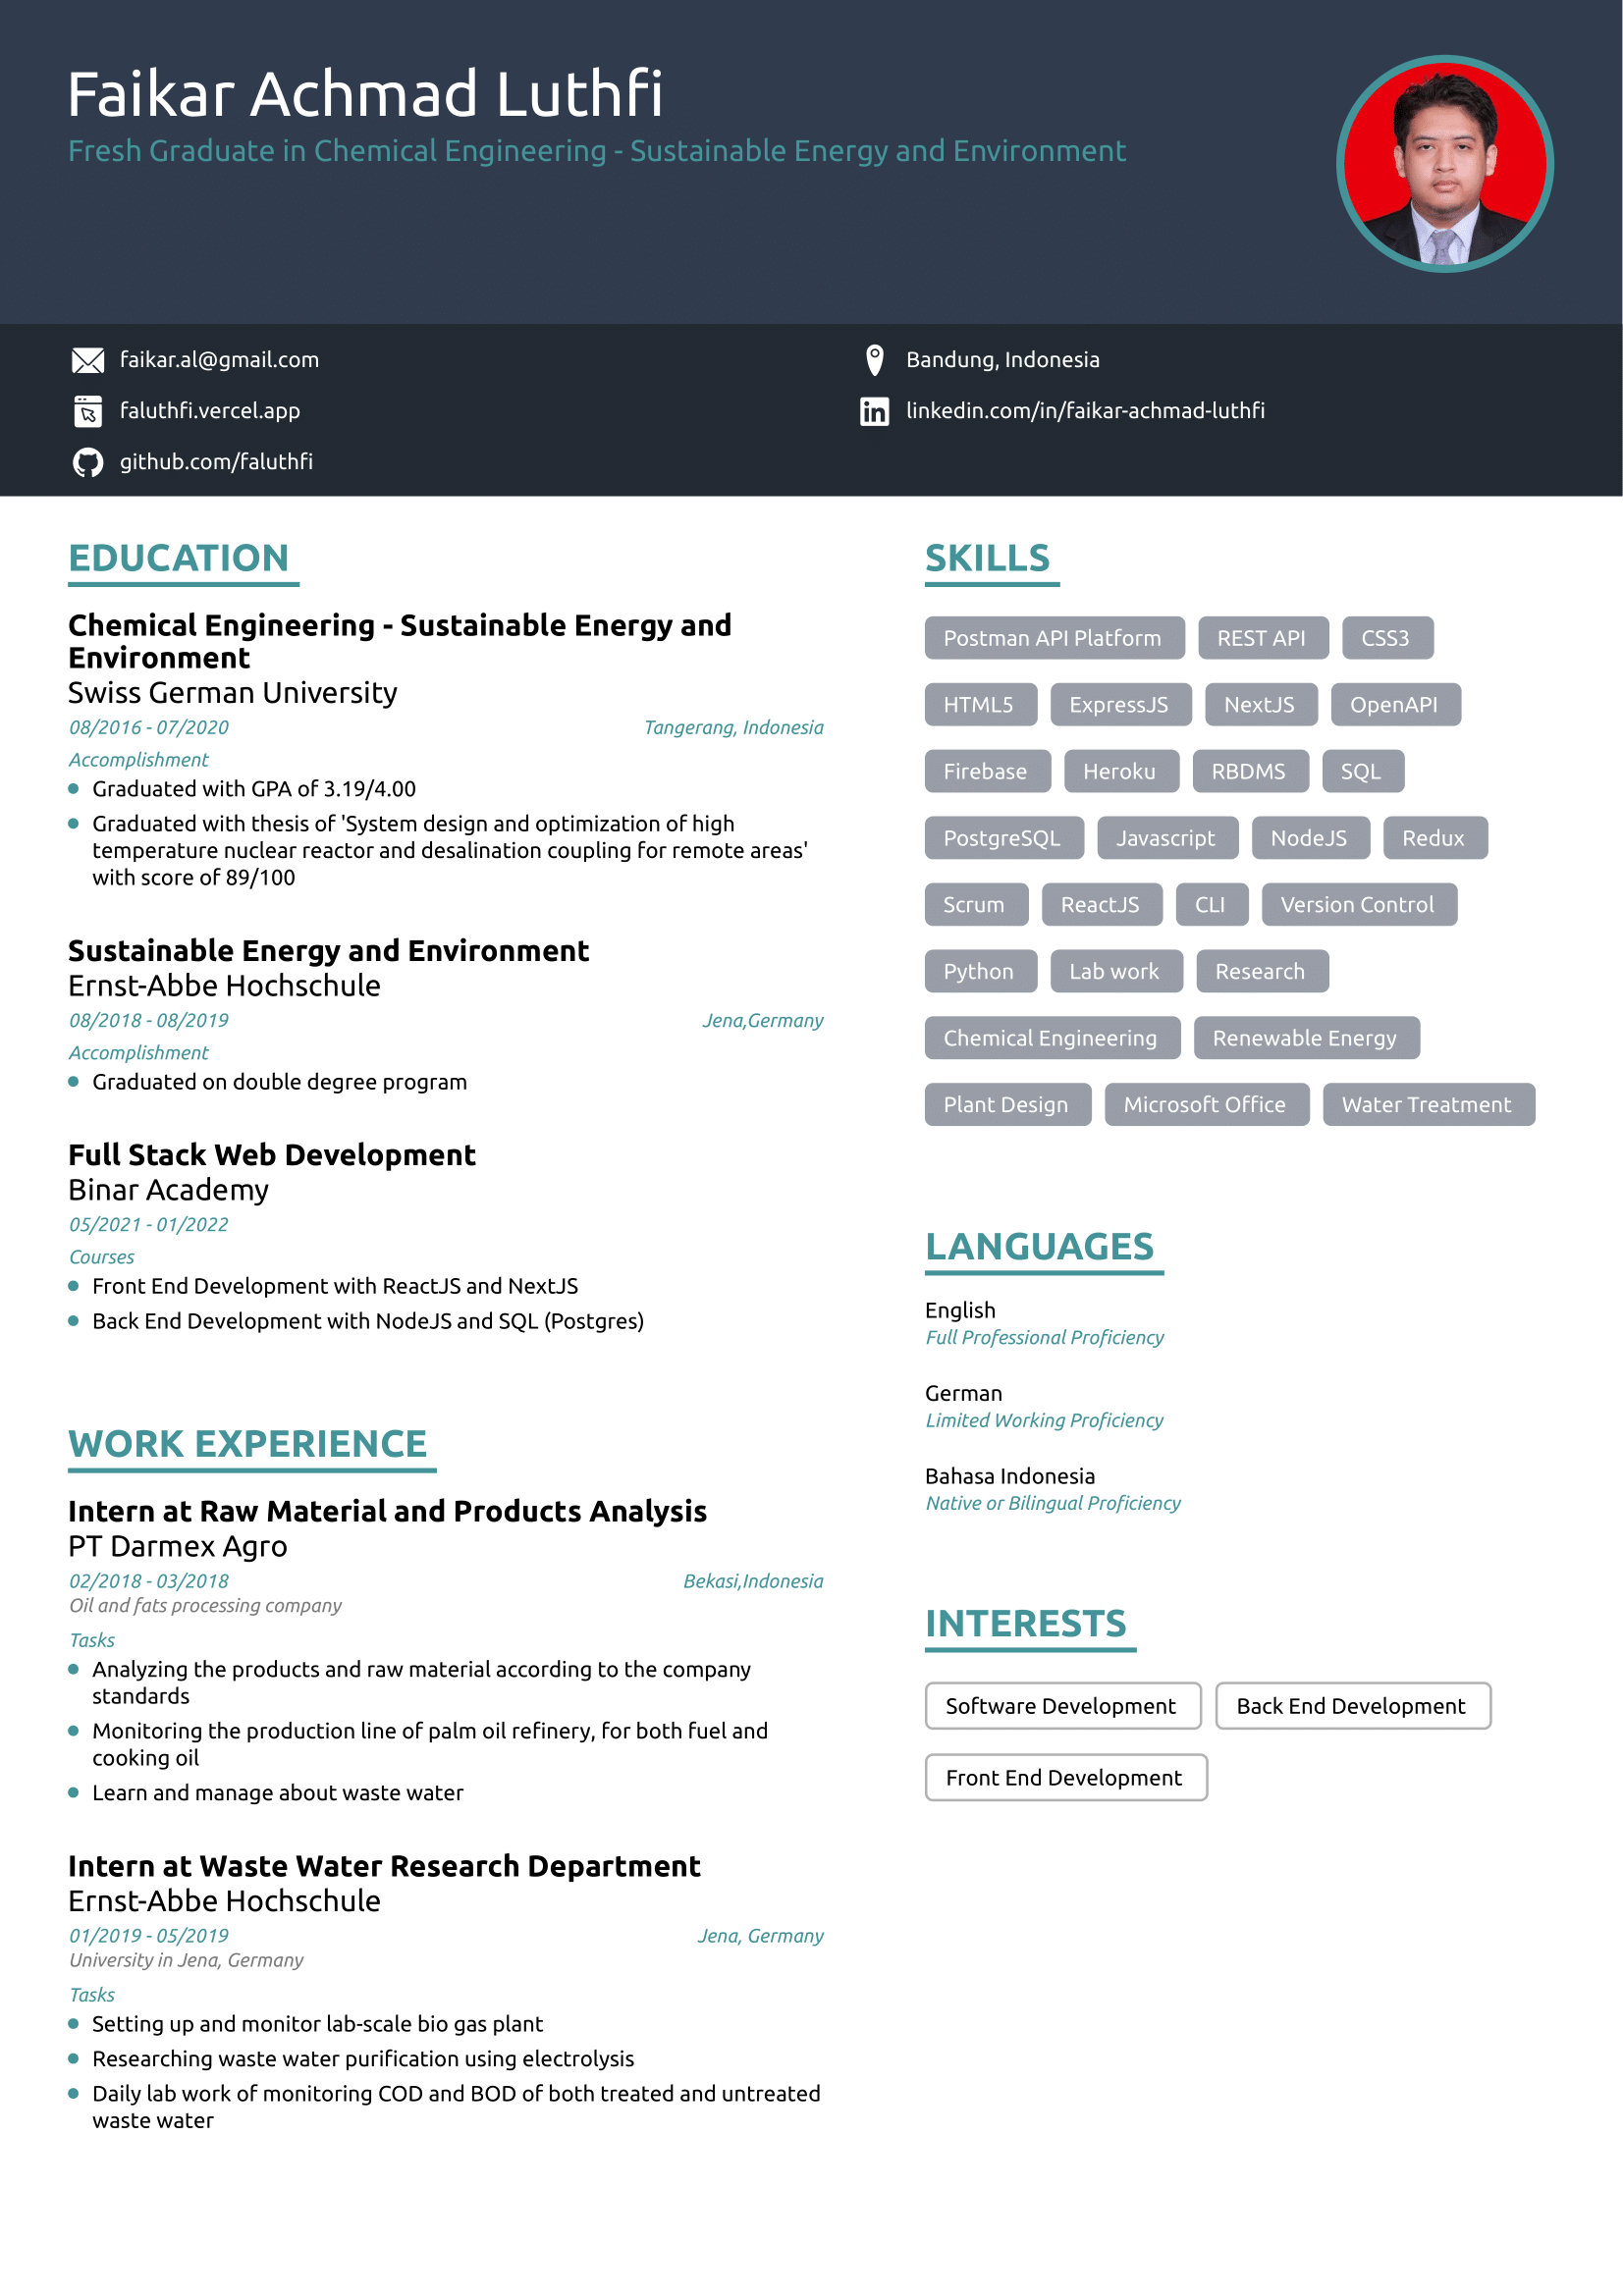 Faikar Achmad Luthfi
Fresh Graduate in Chemical Engineering - Sustainable Energy and Environment
faikar.al@gmail.com
Bandung, Indonesia
faluthfi.vercel.app
linkedin.com/in/faikar-achmad-luthfi
github.com/faluthfi
EDUCATION
Chemical Engineering - Sustainable Energy and
Environment
Swiss German University
08/2016 - 07/2020 Tangerang, Indonesia
Accomplishment
Graduated with GPA of 3.19/4.00
Graduated with thesis of 'System design and optimization of high
temperature nuclear reactor and desalination coupling for remote areas'
with score of 89/100
Sustainable Energy and Environment
Ernst-Abbe Hochschule
08/2018 - 08/2019 Jena,Germany
Accomplishment
Graduated on double degree program
Full Stack Web Development
Binar Academy
05/2021 - 01/2022
Courses
Front End Development with ReactJS and NextJS
Back End Development with NodeJS and SQL (Postgres)
WORK EXPERIENCE
Intern at Raw Material and Products Analysis
PT Darmex Agro
02/2018 - 03/2018 Bekasi,Indonesia
Oil and fats processing company
Tasks
Analyzing the products and raw material according to the company
standards
Monitoring the production line of palm oil refinery, for both fuel and
cooking oil
Learn and manage about waste water
Intern at Waste Water Research Department
Ernst-Abbe Hochschule
01/2019 - 05/2019 Jena, Germany
University in Jena, Germany
Tasks
Setting up and monitor lab-scale bio gas plant
Researching waste water purification using electrolysis
Daily lab work of monitoring COD and BOD of both treated and untreated
waste water
SKILLS
Postman API Platform REST API CSS3
HTML5 ExpressJS NextJS OpenAPI
Firebase Heroku RBDMS SQL
PostgreSQL Javascript NodeJS Redux
Scrum ReactJS CLI Version Control
Python Lab work Research
Chemical Engineering Renewable Energy
Plant Design Microsoft Office Water Treatment
LANGUAGES
English
Full Professional Proficiency
German
Limited Working Proficiency
Bahasa Indonesia
Native or Bilingual Proficiency
INTERESTS
Software Development Back End Development
Front End Development